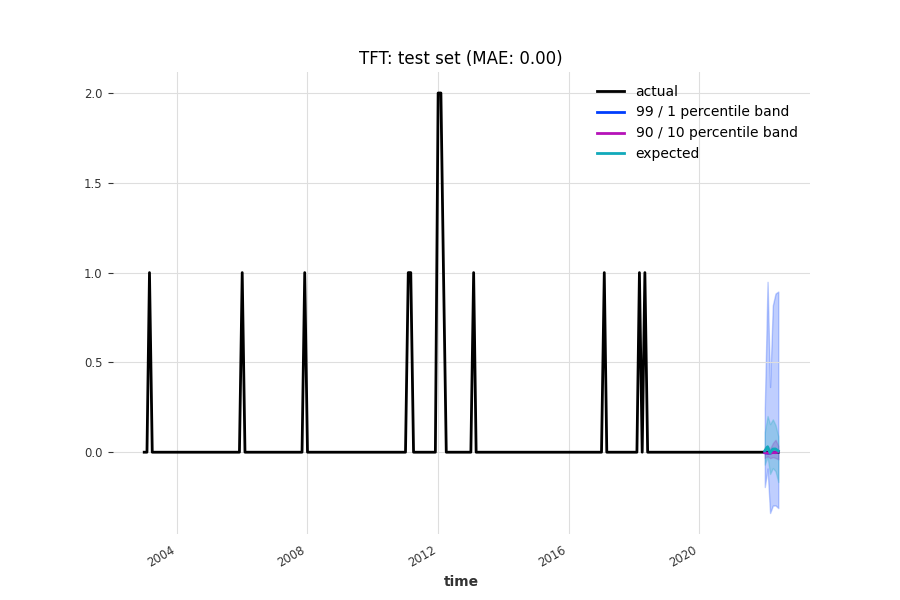 TFT: test set (MAE: 0.00)
actual
99 / 1 percentile band
90 / 10 percentile band
expected
2.0
1.5
1.0
0.5
0.0
2004
2008
2012
2016
2020
time